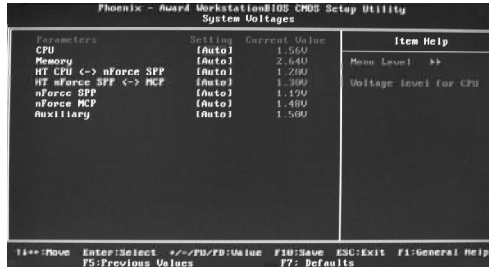 Phoenix - Award WorkstationBIOS CMOS Setup Utility
System Voltages
Parameters Setting Current Value
CPU [Auto] 1.56V
Memory [Auto] 2.64V
HT CPU <-> nForce SPP [Auto] 1.20V
HT nForce SPP <-> MCP [Auto] 1.30V
nForce SPP [Auto] 1.19V
nForce MCP [Auto] 1.48V
Auxiliary [Auto] 1.50V
Item Help
Menu Level ▸▸
Voltage level for CPU
↑↓→←:Move Enter:Select +/-/PU/PD:Value F10:Save ESC:Exit F1:General Help
F5:Previous Values F7: Defaults